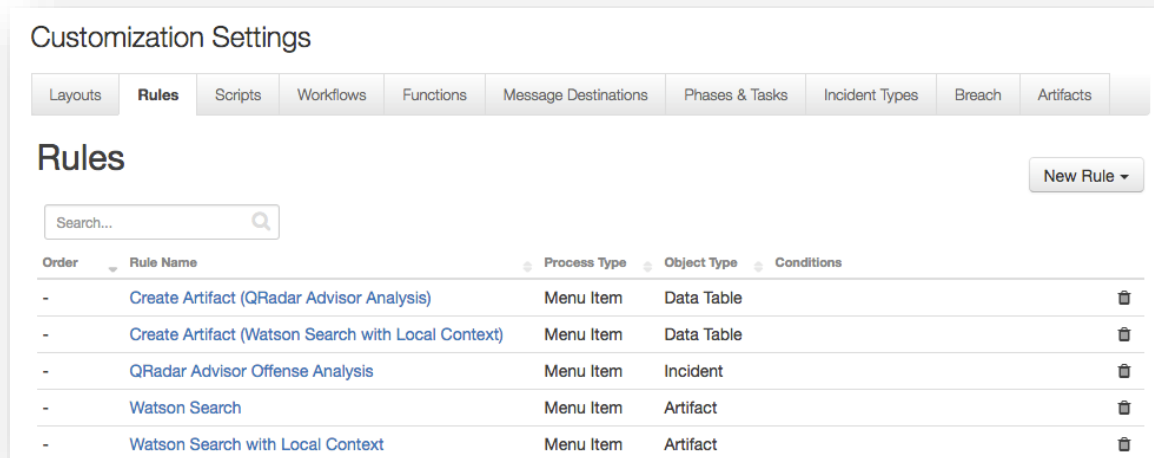 Customization Settings
Layouts Rules Scripts Workflows Functions Message Destinations Phases & Tasks Incident Types Breach Artifacts
Rules
New Rule
Search...
Order Rule Name Process Type Object Type Conditions
- Create Artifact (QRadar Advisor Analysis) Menu Item Data Table
- Create Artifact (Watson Search with Local Context) Menu Item Data Table
- QRadar Advisor Offense Analysis Menu Item Incident
- Watson Search Menu Item Artifact
- Watson Search with Local Context Menu Item Artifact